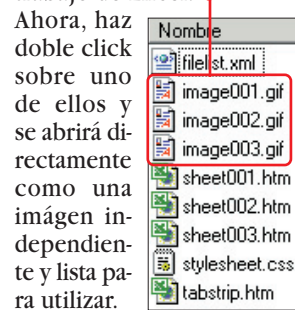 Ahora, haz
doble click
sobre uno
de ellos y
se abrirá di-
rectamente
como una
imágen in-
dependien-
te y lista pa-
ra utilizar.
Nombre
filelist.xml
image001.gif
image002.gif
image003.gif
sheet001.htm
sheet002.htm
sheet003.htm
stylesheet.css
tabstrip.htm